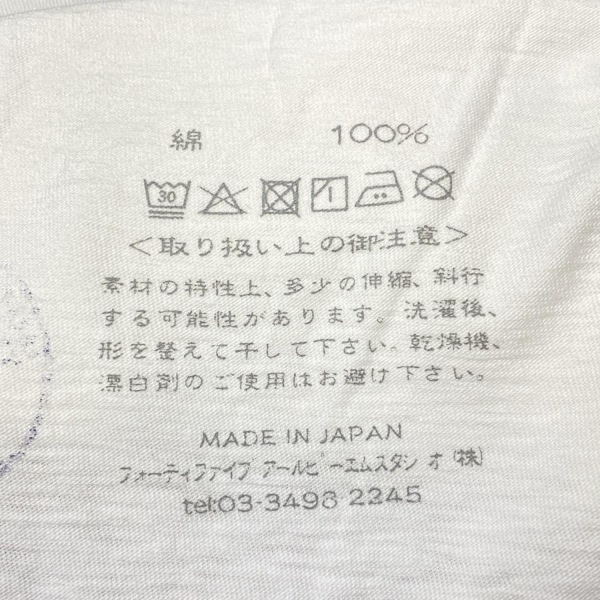 綿 100%
30
<取り扱い上の御注意>
素材の特性上、多少の伸縮、斜行
する可能性があります。洗濯後、
形を整えて干して下さい。乾燥機、
漂白剤のご使用はお避け下さい。
MADE IN JAPAN
フォーティファイブ アールピーエムスタジオ(株)
tel:03-3498 2245